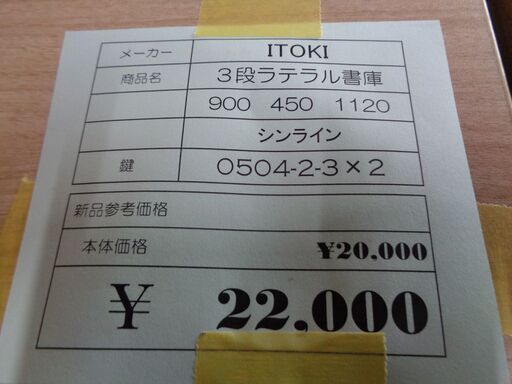 メーカー ITOKI
商品名 3段ラテラル書庫
900 450 1120
シンライン
鍵 0504-2-3×2
新品参考価格
本体価格 ¥20,000
¥ 22,000